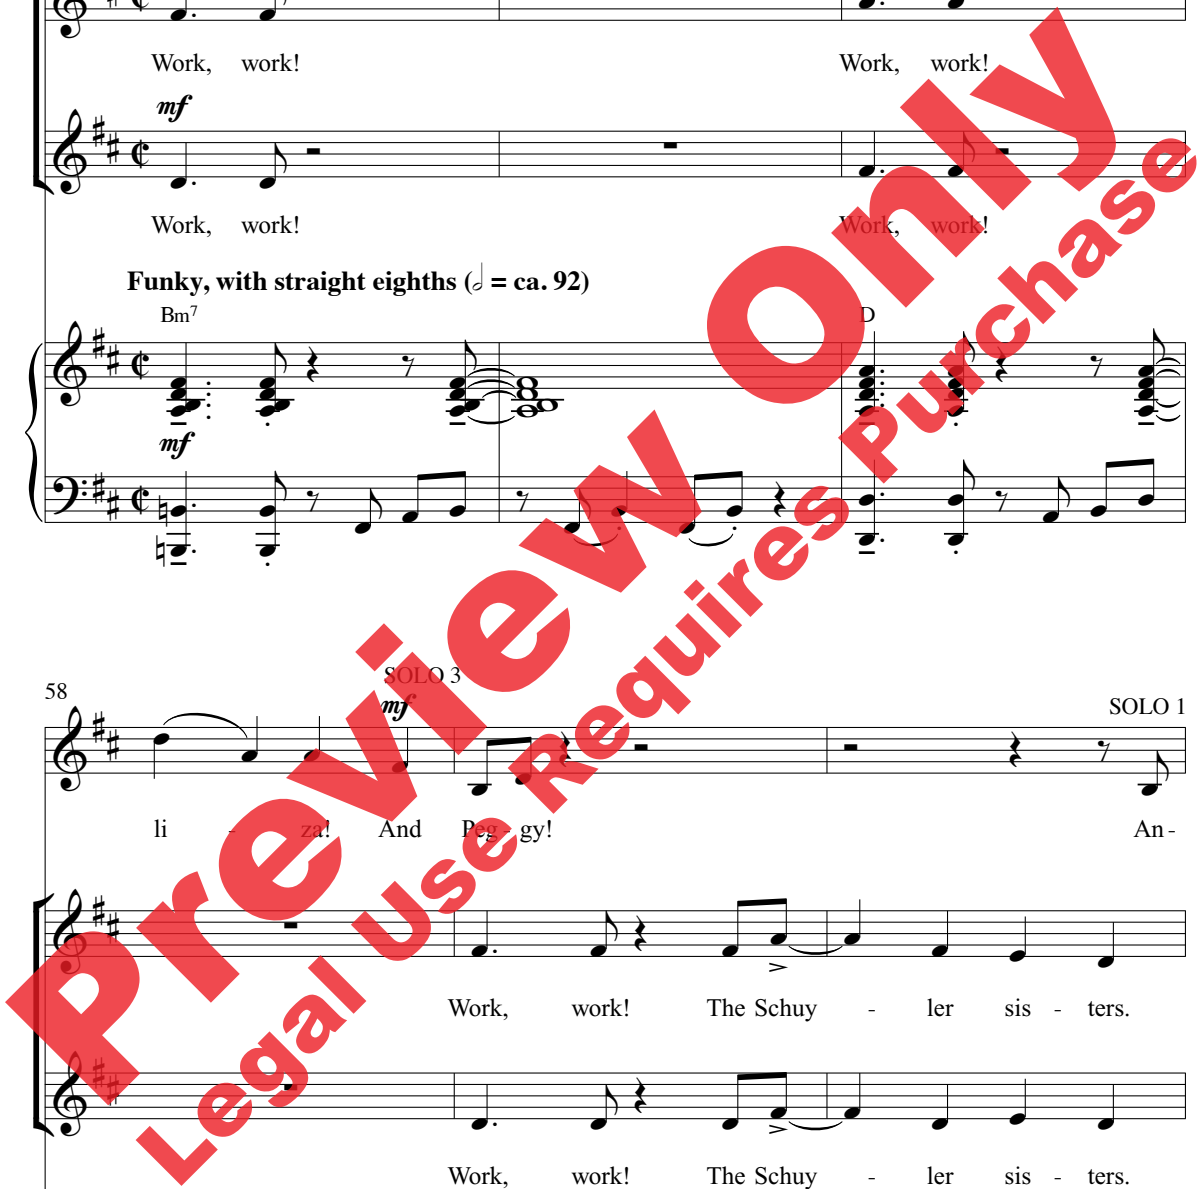 Work, work! Work, work!
mf
Work, work! Work, work!
Funky, with straight eighths (𝅗𝅥 = ca. 92)
Bm7 D
mf
58 SOLO 3 SOLO 1
mf
li - za! And Peg - gy! An -
Work, work! The Schuy - ler sis - ters.
Work, work! The Schuy - ler sis - ters.
Preview Only
Legal Use Requires Purchase